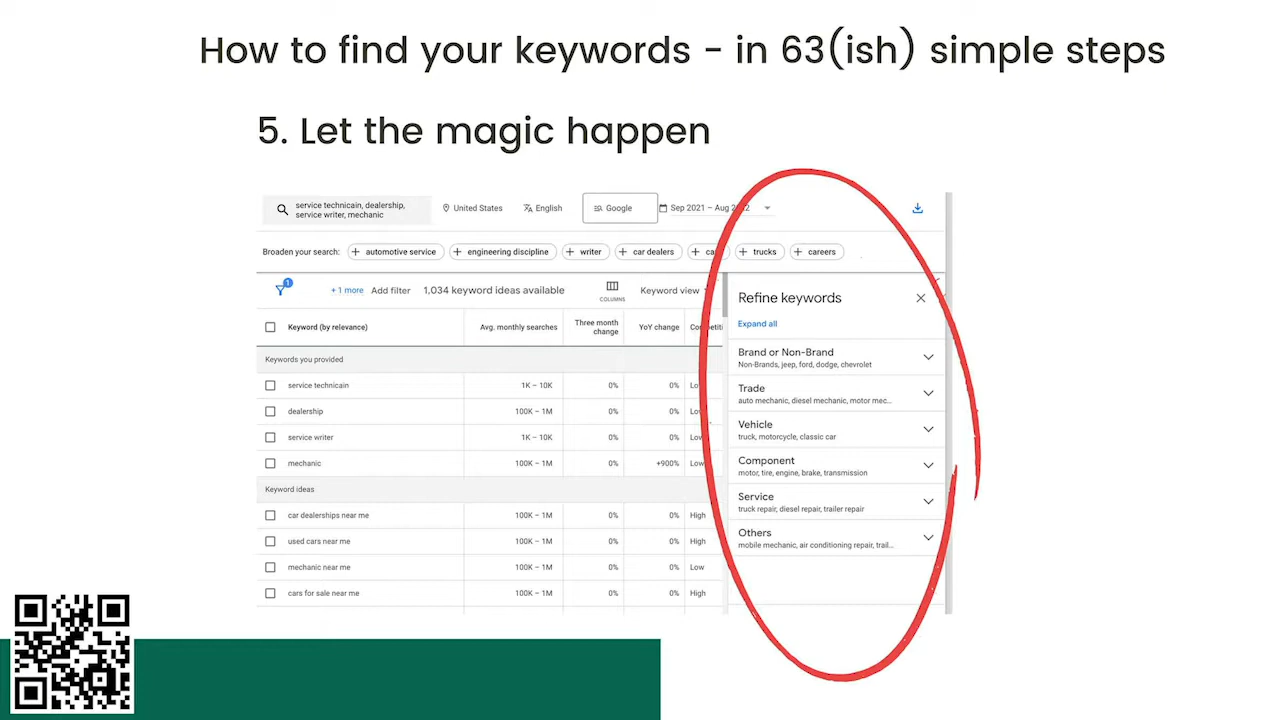 How to find your keywords - in 63(ish) simple steps
5. Let the magic happen
service technicain, dealership,
service writer, mechanic
United States
English
Google
Sep 2021 – Aug
Broaden your search:
+ automotive service
+ engineering discipline
+ writer
+ car dealers
+ trucks
+ careers
1
+ 1 more
Add filter
1,034 keyword ideas available
COLUMNS
Keyword view
Keyword (by relevance)
Avg. monthly searches
Three month
change
YoY change
Keywords you provided
service technicain 1K – 10K 0% 0%
dealership 100K – 1M 0% 0%
service writer 1K – 10K 0% 0%
mechanic 100K – 1M 0% +900% Low
Keyword ideas
car dealerships near me 100K – 1M 0% 0% High
used cars near me 100K – 1M 0% 0% High
mechanic near me 100K – 1M 0% 0% Low
cars for sale near me 100K – 1M 0% 0% High
Refine keywords
Expand all
Brand or Non-Brand
Non-Brands, jeep, ford, dodge, chevrolet
Trade
auto mechanic, diesel mechanic, motor mec...
Vehicle
truck, motorcycle, classic car
Component
motor, tire, engine, brake, transmission
Service
truck repair, diesel repair, trailer repair
Others
mobile mechanic, air conditioning repair, trail...